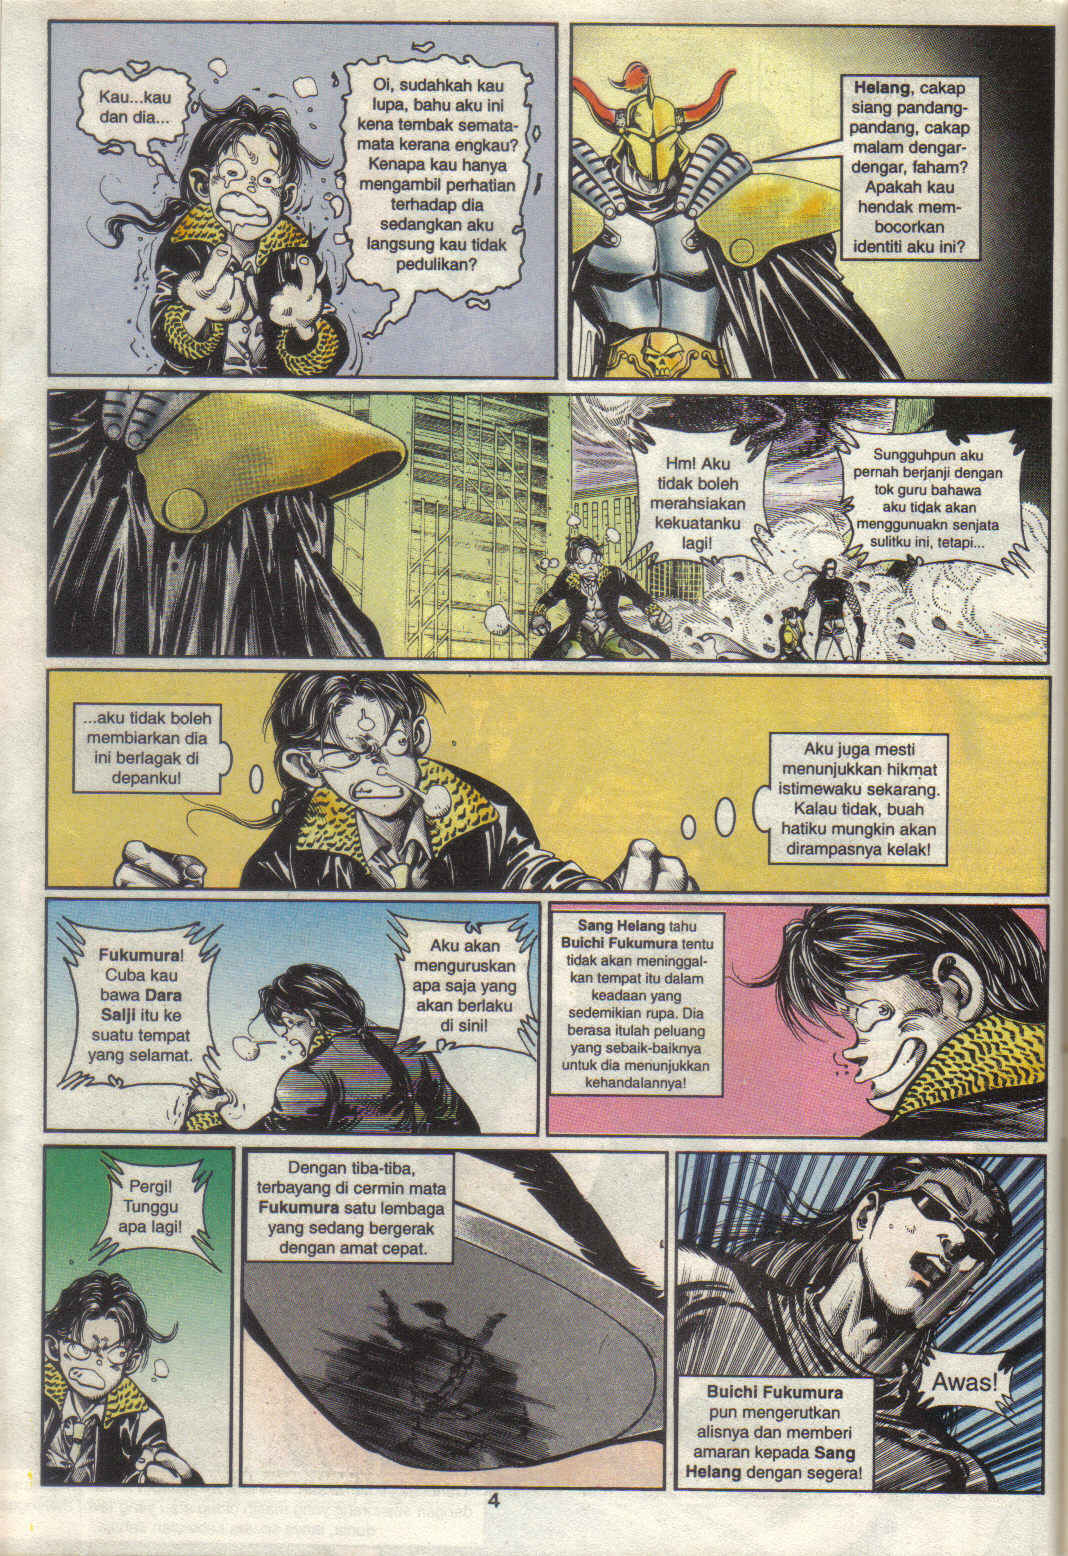 Kau...kau
dan dia...
Oi, sudahkah kau
lupa, bahu aku ini
kena tembak semata-
mata kerana engkau?
Kenapa kau hanya
mengambil perhatian
terhadap dia
sedangkan aku
langsung kau tidak
pedulikan?
Helang, cakap
siang pandang-
pandang, cakap
malam dengar-
dengar, faham?
Apakah kau
hendak mem-
bocorkan
identiti aku ini?
Hm! Aku
tidak boleh
merahsiakan
kekuatanku
lagi!
Sungguhpun aku
pernah berjanji dengan
tok guru bahawa
aku tidak akan
menggunuakn senjata
sulitku ini, tetapi...
...aku tidak boleh
membiarkan dia
ini berlagak di
depanku!
Aku juga mesti
menunjukkan hikmat
istimewaku sekarang.
Kalau tidak, buah
hatiku mungkin akan
dirampasnya kelak!
Fukumura!
Cuba kau
bawa Dara
Salji itu ke
suatu tempat
yang selamat.
Aku akan
menguruskan
apa saja yang
akan berlaku
di sini!
Sang Helang tahu
Buichi Fukumura tentu
tidak akan meninggal-
kan tempat itu dalam
keadaan yang
sedemikian rupa. Dia
berasa itulah peluang
yang sebaik-baiknya
untuk dia menunjukkan
kehandalannya!
Pergi!
Tunggu
apa lagi!
Dengan tiba-tiba,
terbayang di cermin mata
Fukumura satu lembaga
yang sedang bergerak
dengan amat cepat.
Awas!
Buichi Fukumura
pun mengerutkan
alisnya dan memberi
amaran kepada Sang
Helang dengan segera!
4